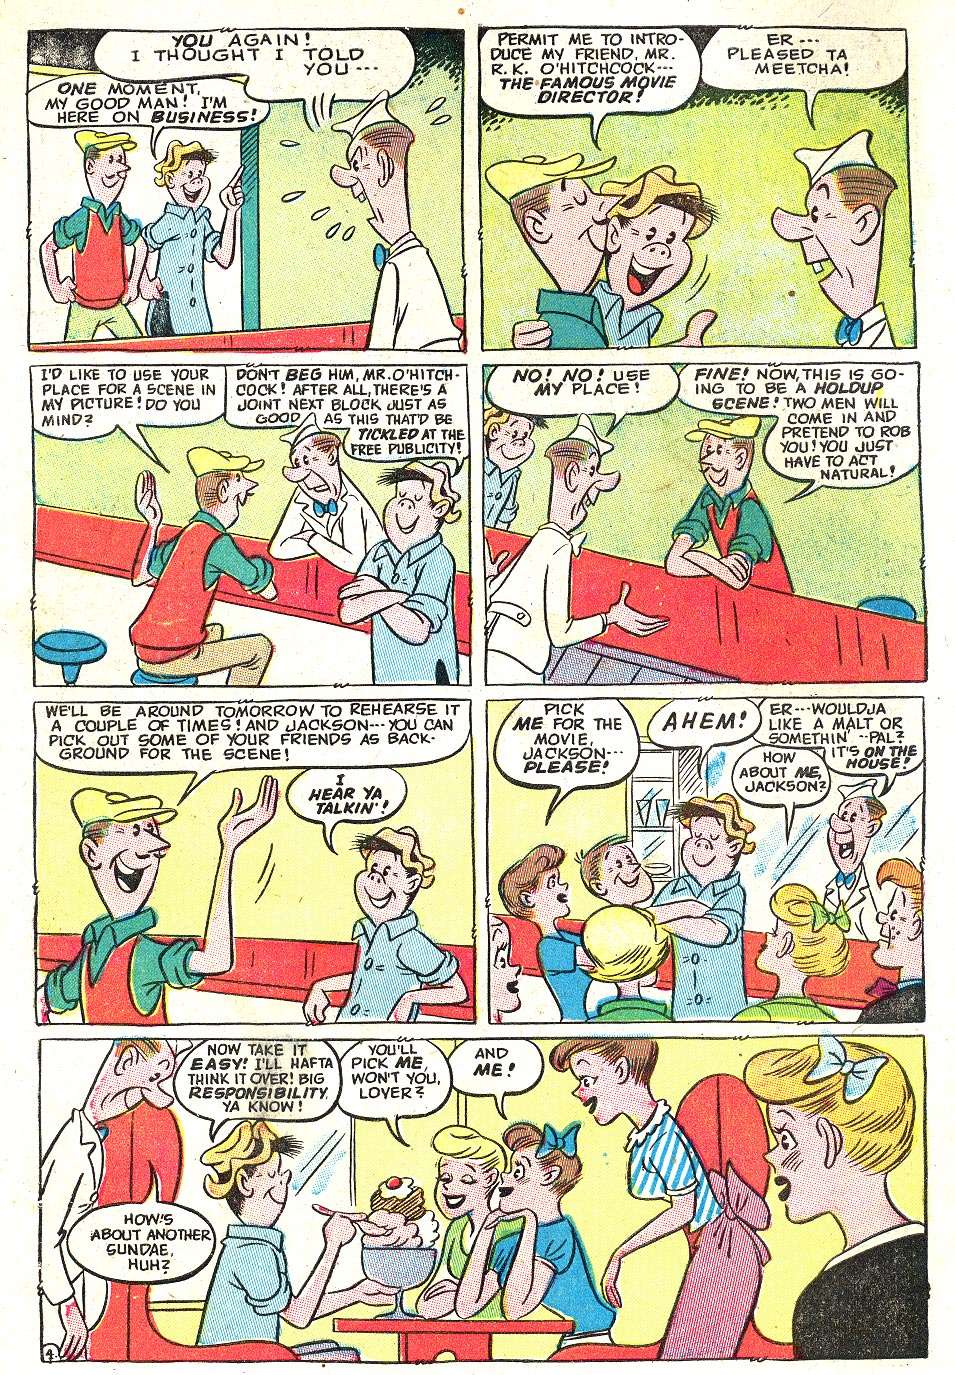 YOU AGAIN!
I THOUGHT I TOLD
YOU---
ONE MOMENT,
MY GOOD MAN! I'M
HERE ON BUSINESS!
PERMIT ME TO INTRO-
DUCE MY FRIEND, MR.
R.K. O'HITCHCOCK---
THE FAMOUS MOVIE
DIRECTOR!
ER---
PLEASED TA
MEETCHA!
I'D LIKE TO USE YOUR
PLACE FOR A SCENE IN
MY PICTURE! DO YOU
MIND?
DON'T BEG HIM, MR. O'HITCH-
COCK! AFTER ALL, THERE'S A
JOINT NEXT BLOCK JUST AS
GOOD AS THIS THAT'D BE
TICKLED AT THE
FREE PUBLICITY!
NO! NO! USE
MY PLACE!
FINE! NOW, THIS IS GO-
ING TO BE A HOLDUP
SCENE! TWO MEN WILL
COME IN AND
PRETEND TO ROB
YOU! YOU JUST
HAVE TO ACT
NATURAL!
WE'LL BE AROUND TOMORROW TO REHEARSE IT
A COUPLE OF TIMES! AND JACKSON---YOU CAN
PICK OUT SOME OF YOUR FRIENDS AS BACK-
GROUND FOR THE SCENE!
I
HEAR YA
TALKIN'!
PICK
ME FOR THE
MOVIE,
JACKSON---
PLEASE!
AHEM!
ER---WOULDJA
LIKE A MALT OR
SOMETHIN'--PAL?
IT'S ON THE
HOUSE!
HOW
ABOUT ME,
JACKSON?
NOW TAKE IT
EASY! I'LL HAFTA
THINK IT OVER! BIG
RESPONSIBILITY,
YA KNOW!
YOU'LL
PICK ME,
WON'T YOU,
LOVER?
AND
ME!
HOW'S
ABOUT ANOTHER
SUNDAE,
HUH?
4